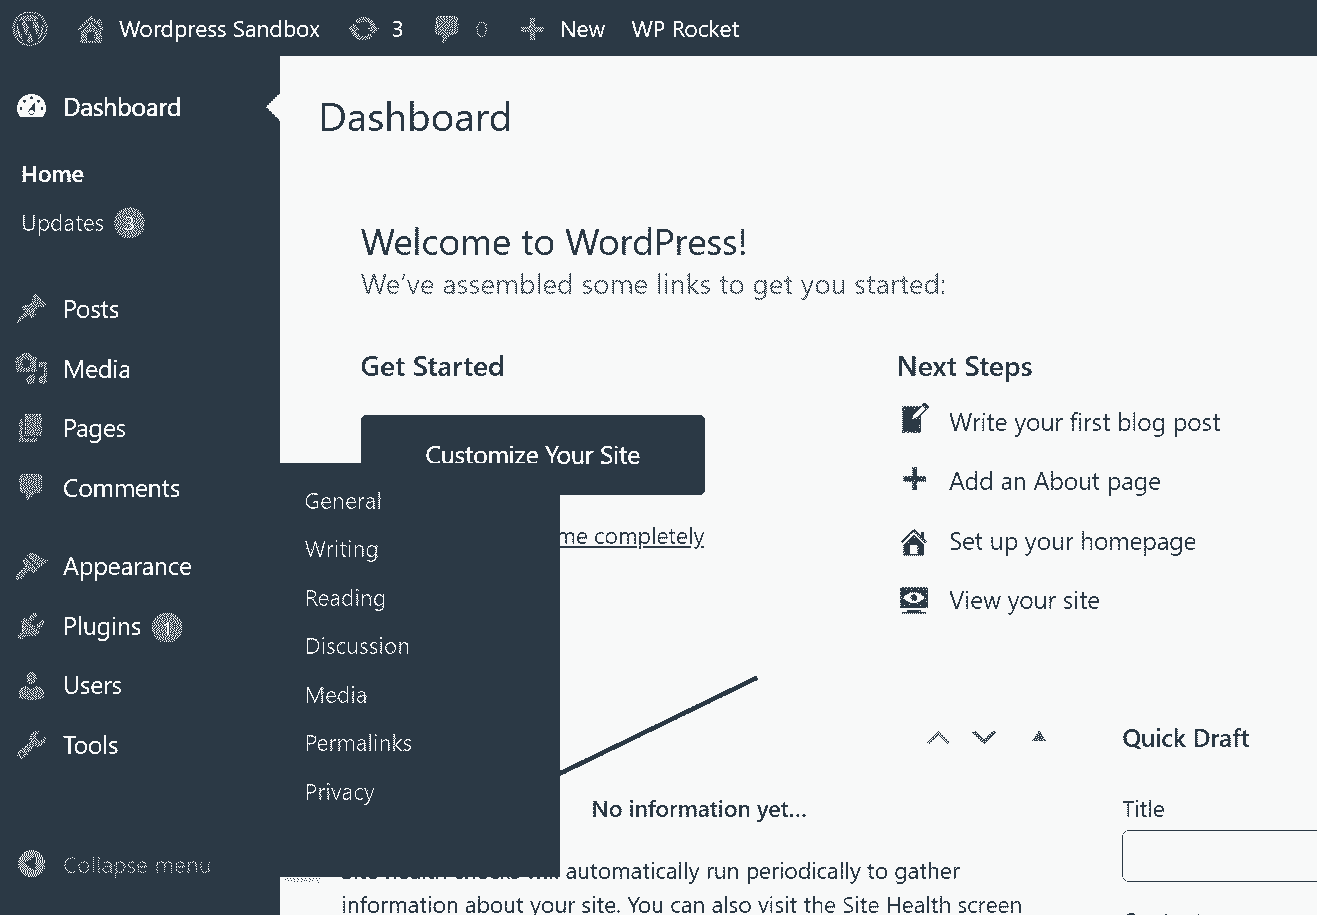 Wordpress Sandbox 3 0 New WP Rocket
Dashboard
Home
Updates 3
Posts
Media
Pages
Comments
Appearance
Plugins 1
Users
Tools
Collapse menu
General
Writing
Reading
Discussion
Media
Permalinks
Privacy
Dashboard
Welcome to WordPress!
We've assembled some links to get you started:
Get Started
Customize Your Site
me completely
Next Steps
Write your first blog post
Add an About page
Set up your homepage
View your site
No information yet...
Site health checks will automatically run periodically to gather
information about your site. You can also visit the Site Health screen
Quick Draft
Title